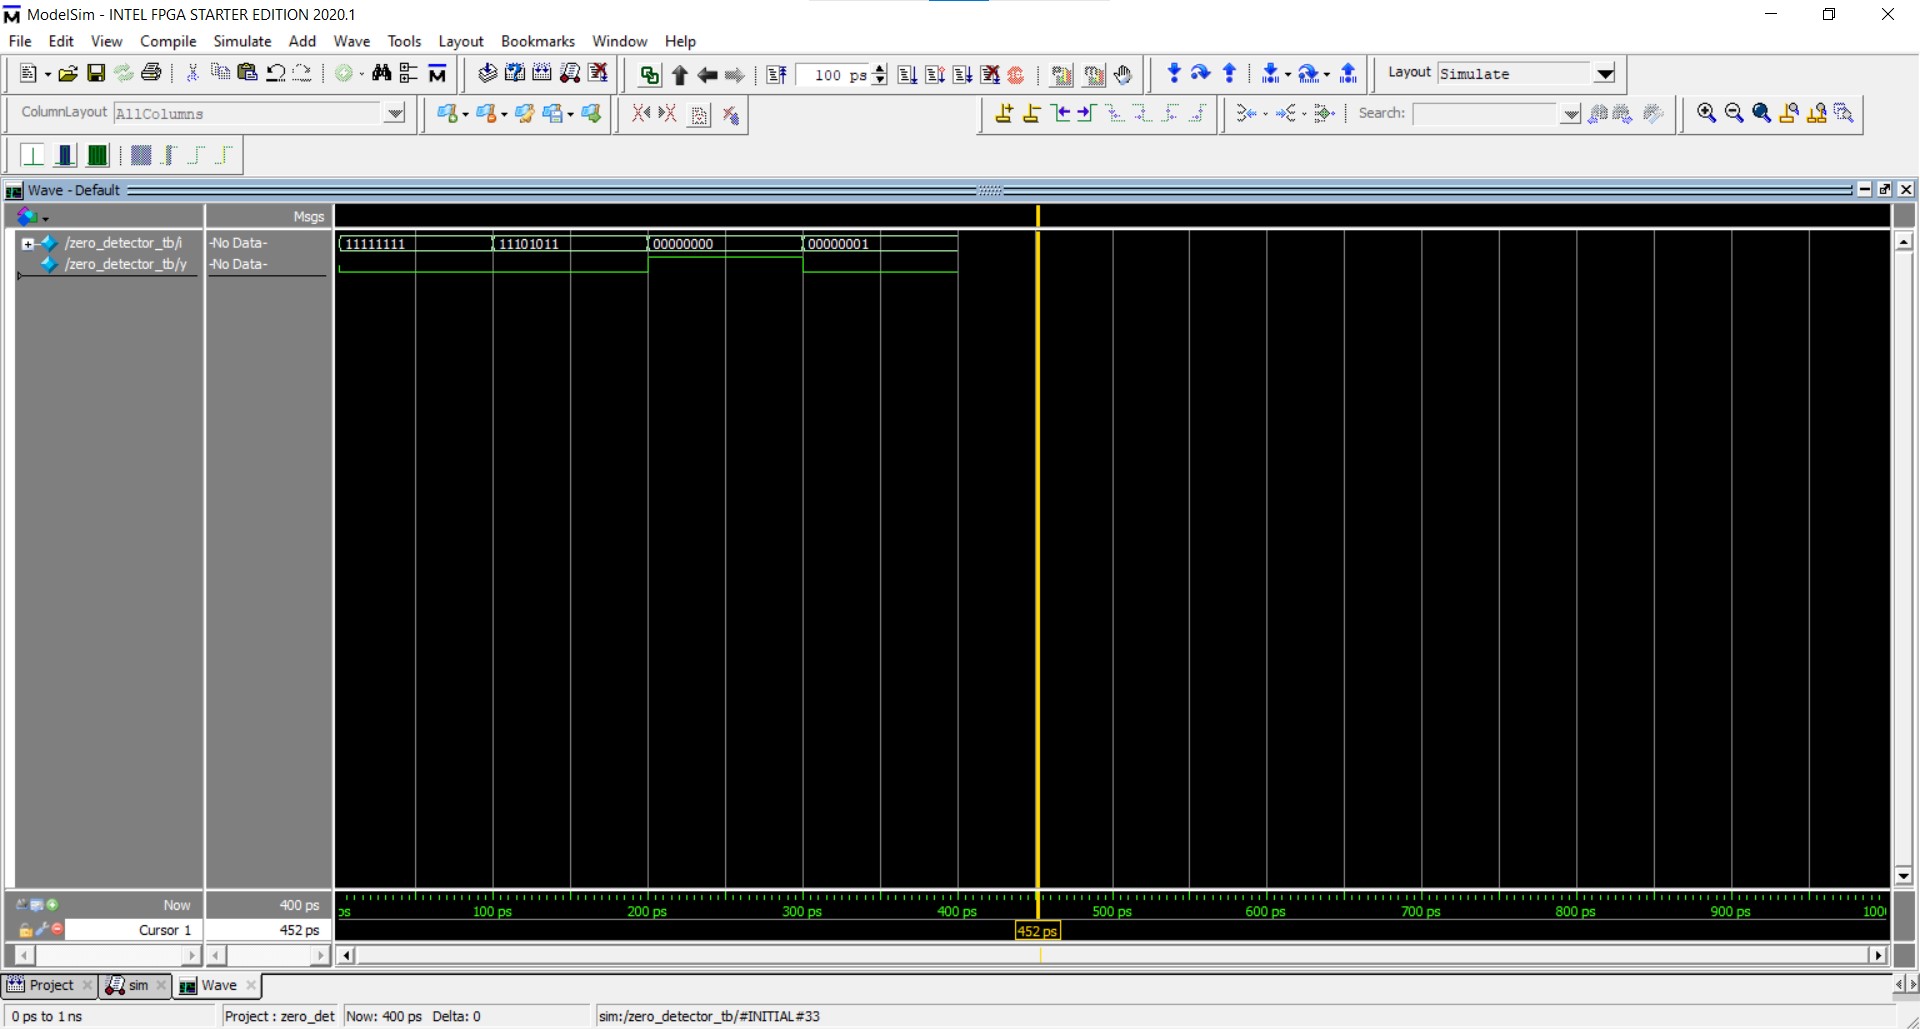 ModelSim - INTEL FPGA STARTER EDITION 2020.1
File Edit View Compile Simulate Add Wave Tools Layout Bookmarks Window Help
100 ps Layout Simulate
ColumnLayout AllColumns Search:
Wave - Default
Msgs
/zero_detector_tb/i -No Data- 11111111 11101011 00000000 00000001
/zero_detector_tb/y -No Data-
Now 400 ps ps 100 ps 200 ps 300 ps 400 ps 500 ps 600 ps 700 ps 800 ps 900 ps 100
Cursor 1 452 ps 452 ps
Project sim Wave
0 ps to 1 ns Project : zero_det Now: 400 ps Delta: 0 sim:/zero_detector_tb/#INITIAL#33